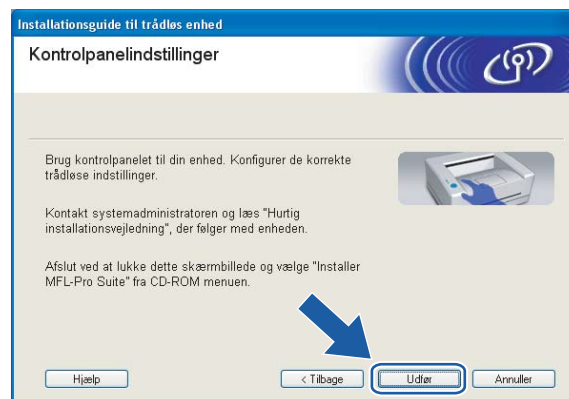 Installationsguide til trådløs enhed
Kontrolpanelindstillinger
Brug kontrolpanelet til din enhed. Konfigurer de korrekte
trådløse indstillinger.
Kontakt systemadministratoren og læs "Hurtig
installationsvejledning", der følger med enheden.
Afslut ved at lukke dette skærmbillede og vælge "Installer
MFL-Pro Suite" fra CD-ROM menuen.
Hjælp
< Tilbage
Udfør
Annuller